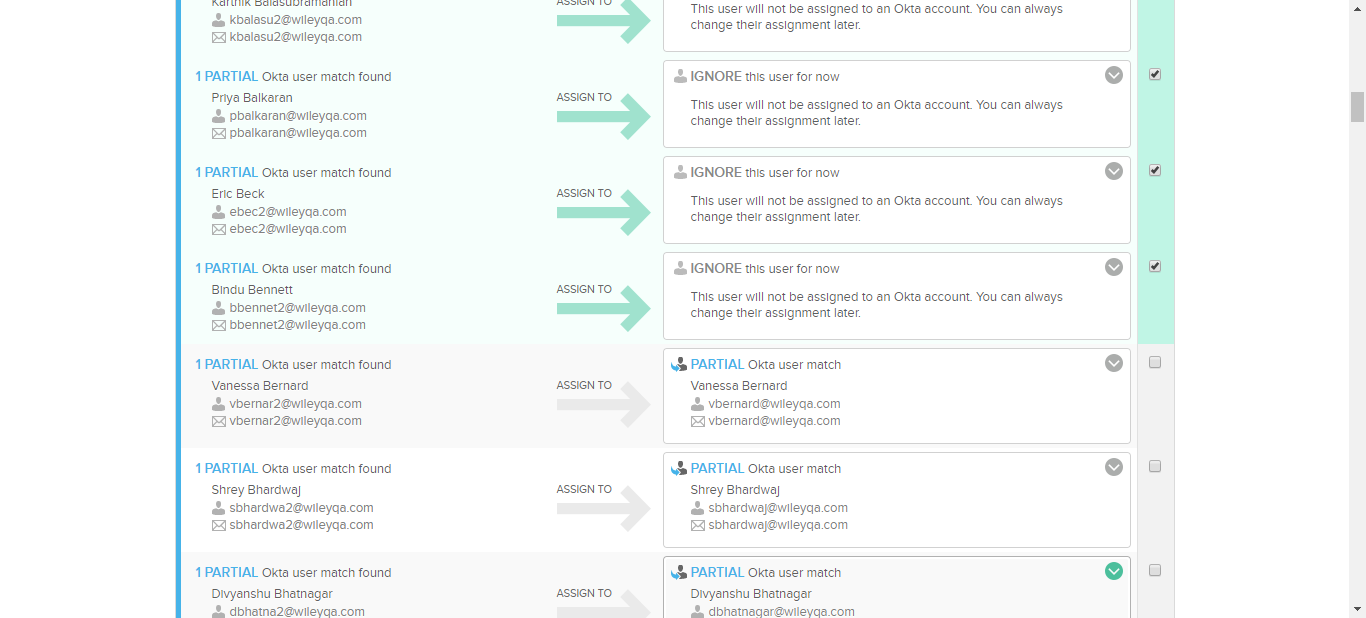 Karthik Balasubramanian
kbalasu2@wileyqa.com
kbalasu2@wileyqa.com
ASSIGN TO
This user will not be assigned to an Okta account. You can always
change their assignment later.
1 PARTIAL Okta user match found
Priya Balkaran
pbalkaran@wileyqa.com
pbalkaran@wileyqa.com
ASSIGN TO
IGNORE this user for now
This user will not be assigned to an Okta account. You can always
change their assignment later.
1 PARTIAL Okta user match found
Eric Beck
ebec2@wileyqa.com
ebec2@wileyqa.com
ASSIGN TO
IGNORE this user for now
This user will not be assigned to an Okta account. You can always
change their assignment later.
1 PARTIAL Okta user match found
Bindu Bennett
bbennet2@wileyqa.com
bbennet2@wileyqa.com
ASSIGN TO
IGNORE this user for now
This user will not be assigned to an Okta account. You can always
change their assignment later.
1 PARTIAL Okta user match found
Vanessa Bernard
vbernar2@wileyqa.com
vbernar2@wileyqa.com
ASSIGN TO
PARTIAL Okta user match
Vanessa Bernard
vbernard@wileyqa.com
vbernard@wileyqa.com
1 PARTIAL Okta user match found
Shrey Bhardwaj
sbhardwa2@wileyqa.com
sbhardwa2@wileyqa.com
ASSIGN TO
PARTIAL Okta user match
Shrey Bhardwaj
sbhardwaj@wileyqa.com
sbhardwaj@wileyqa.com
1 PARTIAL Okta user match found
Divyanshu Bhatnagar
dbhatna2@wileyqa.com
ASSIGN TO
PARTIAL Okta user match
Divyanshu Bhatnagar
dbhatnagar@wileyqa.com